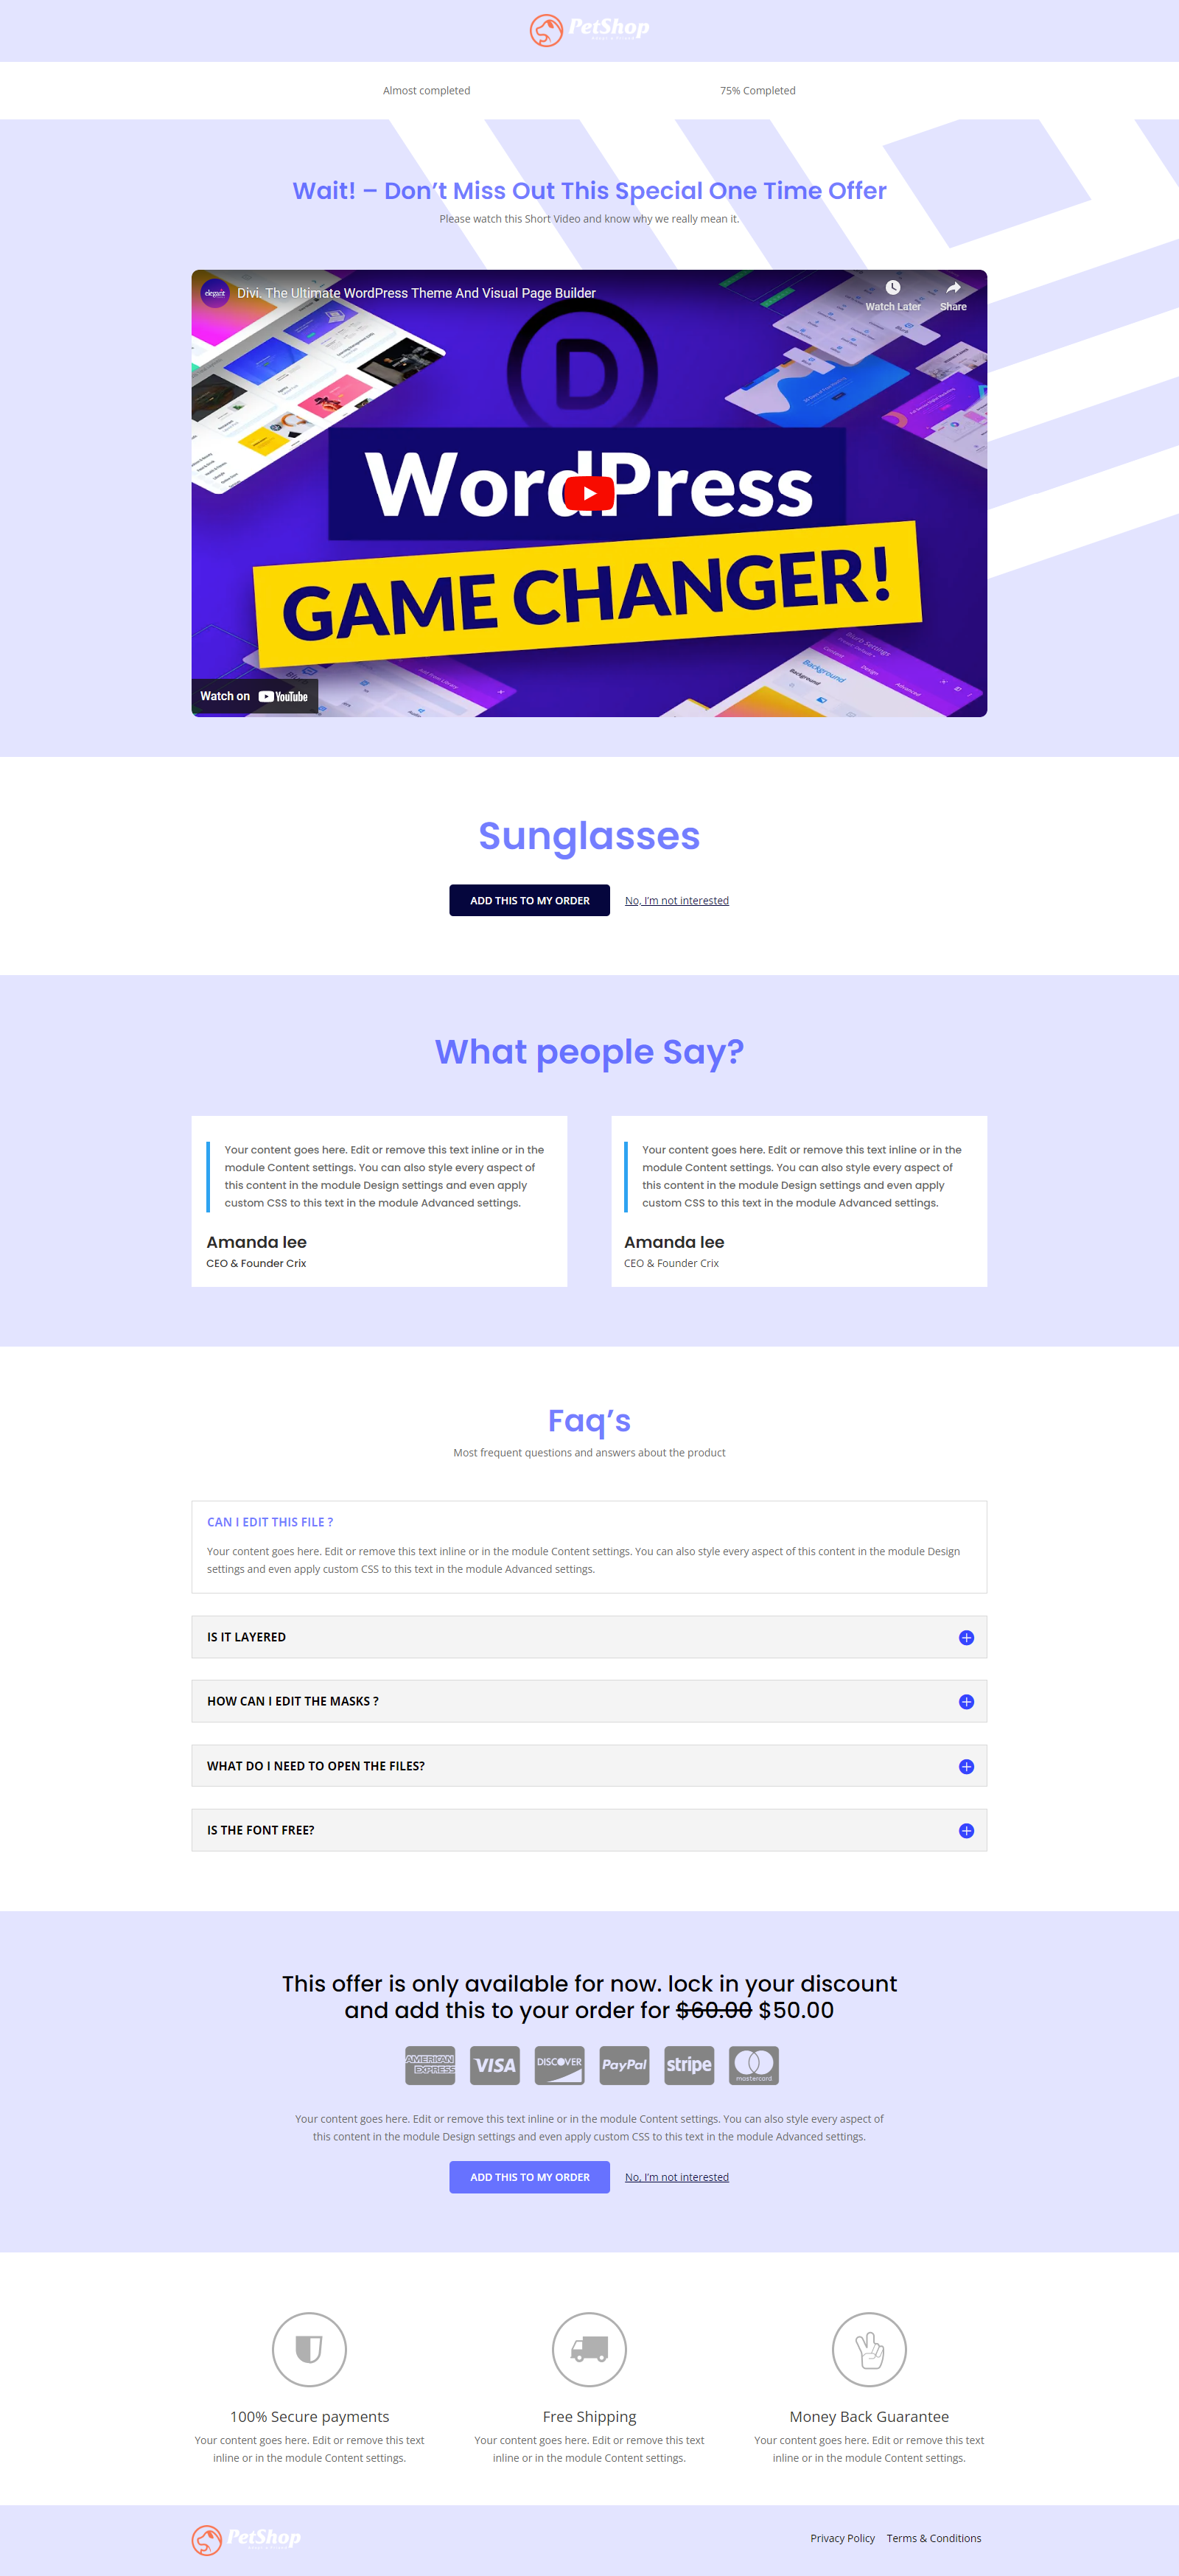 PetShop
Almost completed
75% Completed
Wait! – Don’t Miss Out This Special One Time Offer
Please watch this Short Video and know why we really mean it.
elegant
Divi. The Ultimate WordPress Theme And Visual Page Builder
Watch Later
Share
D
WordPress
GAME CHANGER!
Watch on YouTube
Sunglasses
ADD THIS TO MY ORDER
No, I’m not interested
What people Say?
Your content goes here. Edit or remove this text inline or in the
module Content settings. You can also style every aspect of
this content in the module Design settings and even apply
custom CSS to this text in the module Advanced settings.
Amanda lee
CEO & Founder Crix
Your content goes here. Edit or remove this text inline or in the
module Content settings. You can also style every aspect of
this content in the module Design settings and even apply
custom CSS to this text in the module Advanced settings.
Amanda lee
CEO & Founder Crix
Faq’s
Most frequent questions and answers about the product
CAN I EDIT THIS FILE ?
Your content goes here. Edit or remove this text inline or in the module Content settings. You can also style every aspect of this content in the module Design
settings and even apply custom CSS to this text in the module Advanced settings.
IS IT LAYERED
HOW CAN I EDIT THE MASKS ?
WHAT DO I NEED TO OPEN THE FILES?
IS THE FONT FREE?
This offer is only available for now. lock in your discount
and add this to your order for $60.00 $50.00
AMERICAN EXPRESS
VISA
DISCOVER
PayPal
stripe
mastercard
Your content goes here. Edit or remove this text inline or in the module Content settings. You can also style every aspect of
this content in the module Design settings and even apply custom CSS to this text in the module Advanced settings.
ADD THIS TO MY ORDER
No, I’m not interested
100% Secure payments
Your content goes here. Edit or remove this text
inline or in the module Content settings.
Free Shipping
Your content goes here. Edit or remove this text
inline or in the module Content settings.
Money Back Guarantee
Your content goes here. Edit or remove this text
inline or in the module Content settings.
PetShop
Privacy Policy
Terms & Conditions